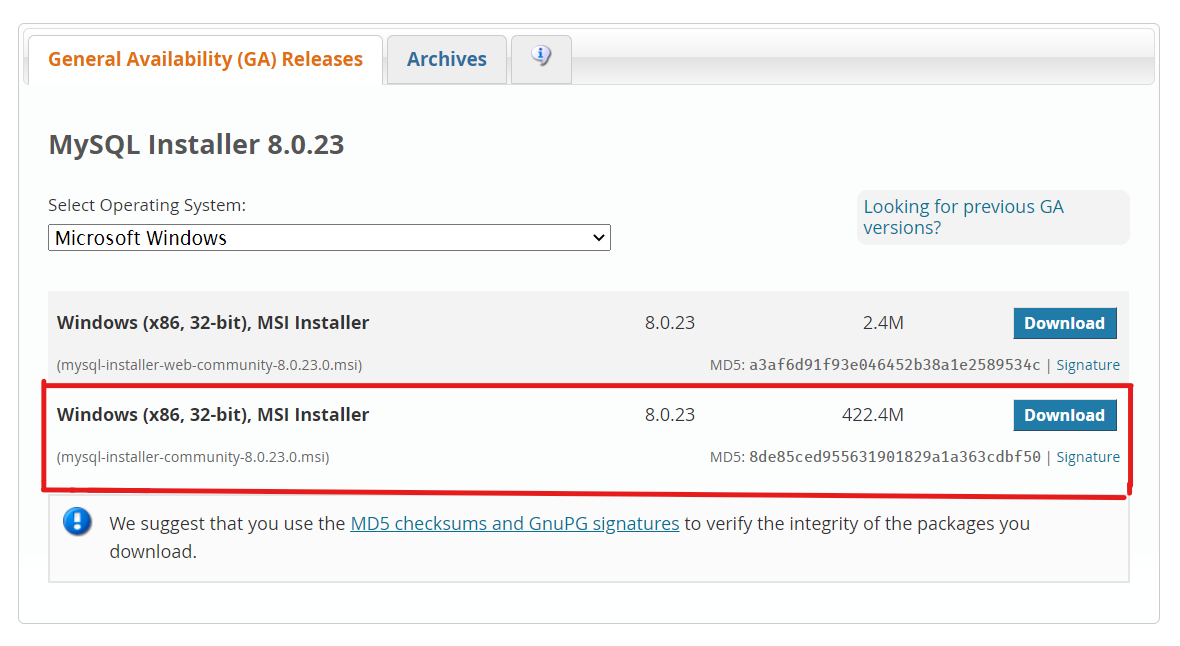 General Availability (GA) Releases
Archives
MySQL Installer 8.0.23
Select Operating System:
Looking for previous GA
versions?
Microsoft Windows
Windows (x86, 32-bit), MSI Installer 8.0.23 2.4M Download
(mysql-installer-web-community-8.0.23.0.msi) MD5: a3af6d91f93e046452b38a1e2589534c | Signature
Windows (x86, 32-bit), MSI Installer 8.0.23 422.4M Download
(mysql-installer-community-8.0.23.0.msi) MD5: 8de85ced955631901829a1a363cdbf50 | Signature
We suggest that you use the MD5 checksums and GnuPG signatures to verify the integrity of the packages you
download.